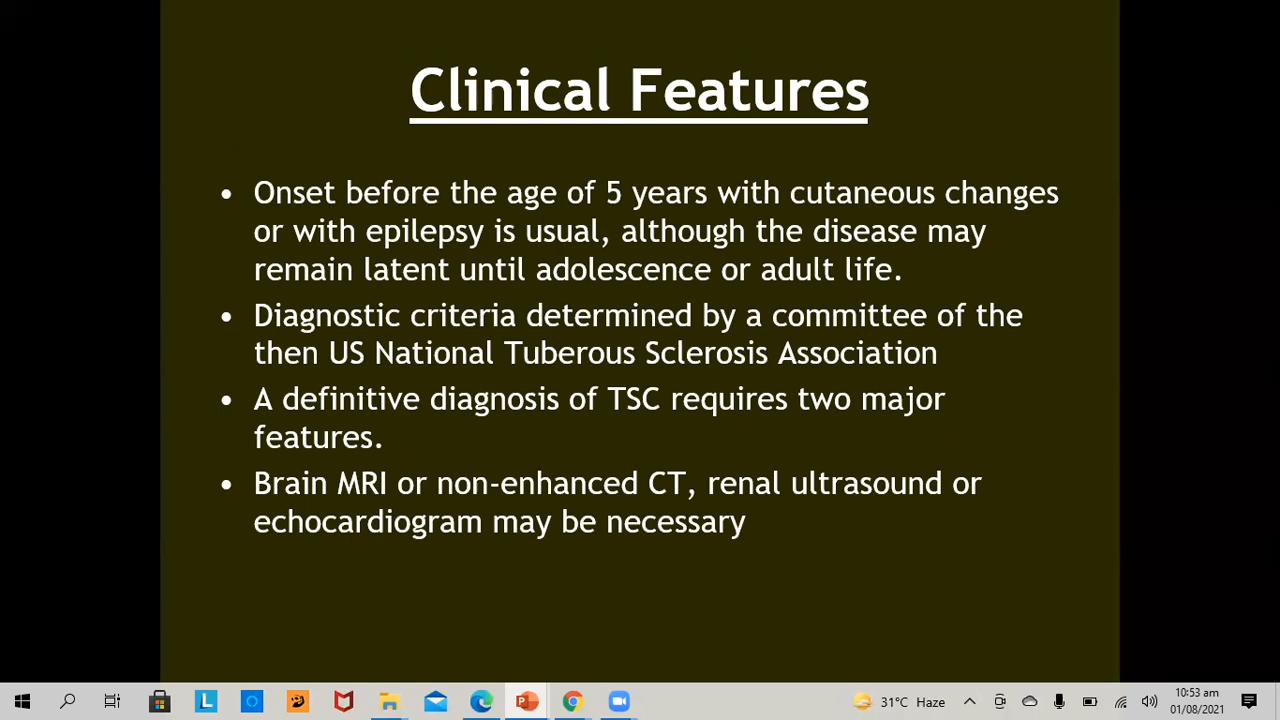 Clinical Features
• Onset before the age of 5 years with cutaneous changes
or with epilepsy is usual, although the disease may
remain latent until adolescence or adult life.
• Diagnostic criteria determined by a committee of the
then US National Tuberous Sclerosis Association
• A definitive diagnosis of TSC requires two major
features.
• Brain MRI or non-enhanced CT, renal ultrasound or
echocardiogram may be necessary
31°C Haze
10:53 am
01/08/2021